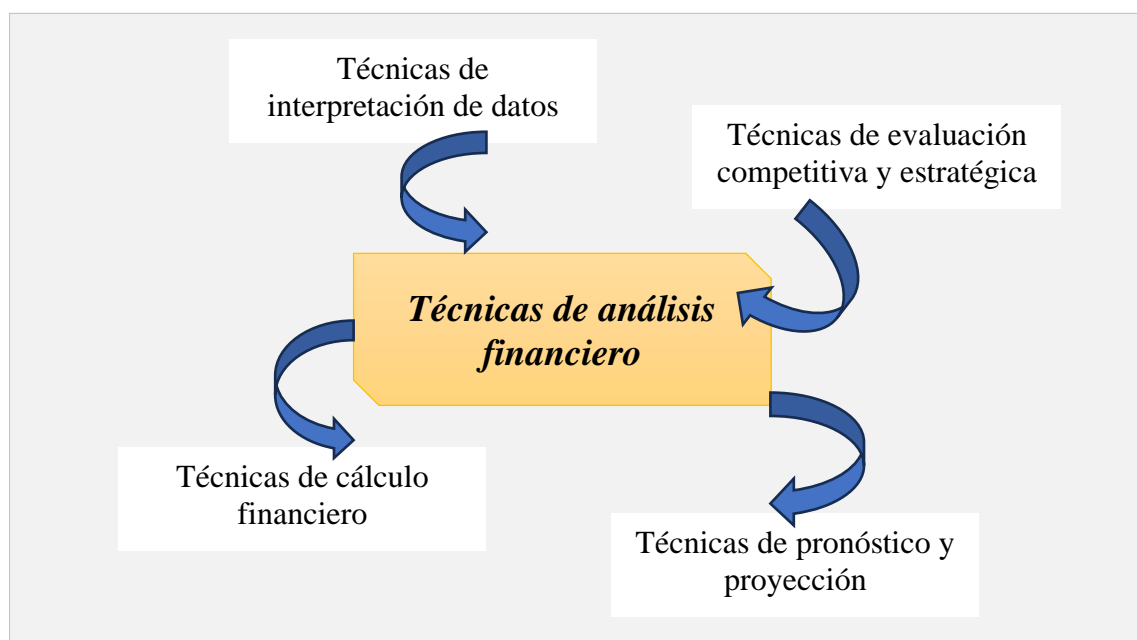 Técnicas de
interpretación de datos
Técnicas de evaluación
competitiva y estratégica
Técnicas de análisis
financiero
Técnicas de cálculo
financiero
Técnicas de pronóstico y
proyección